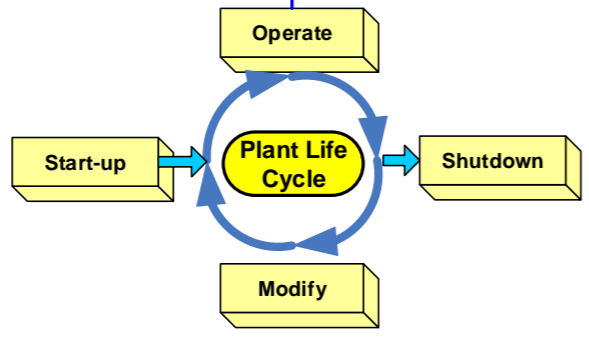 Operate
Start-up
Plant Life
Cycle
Shutdown
Modify